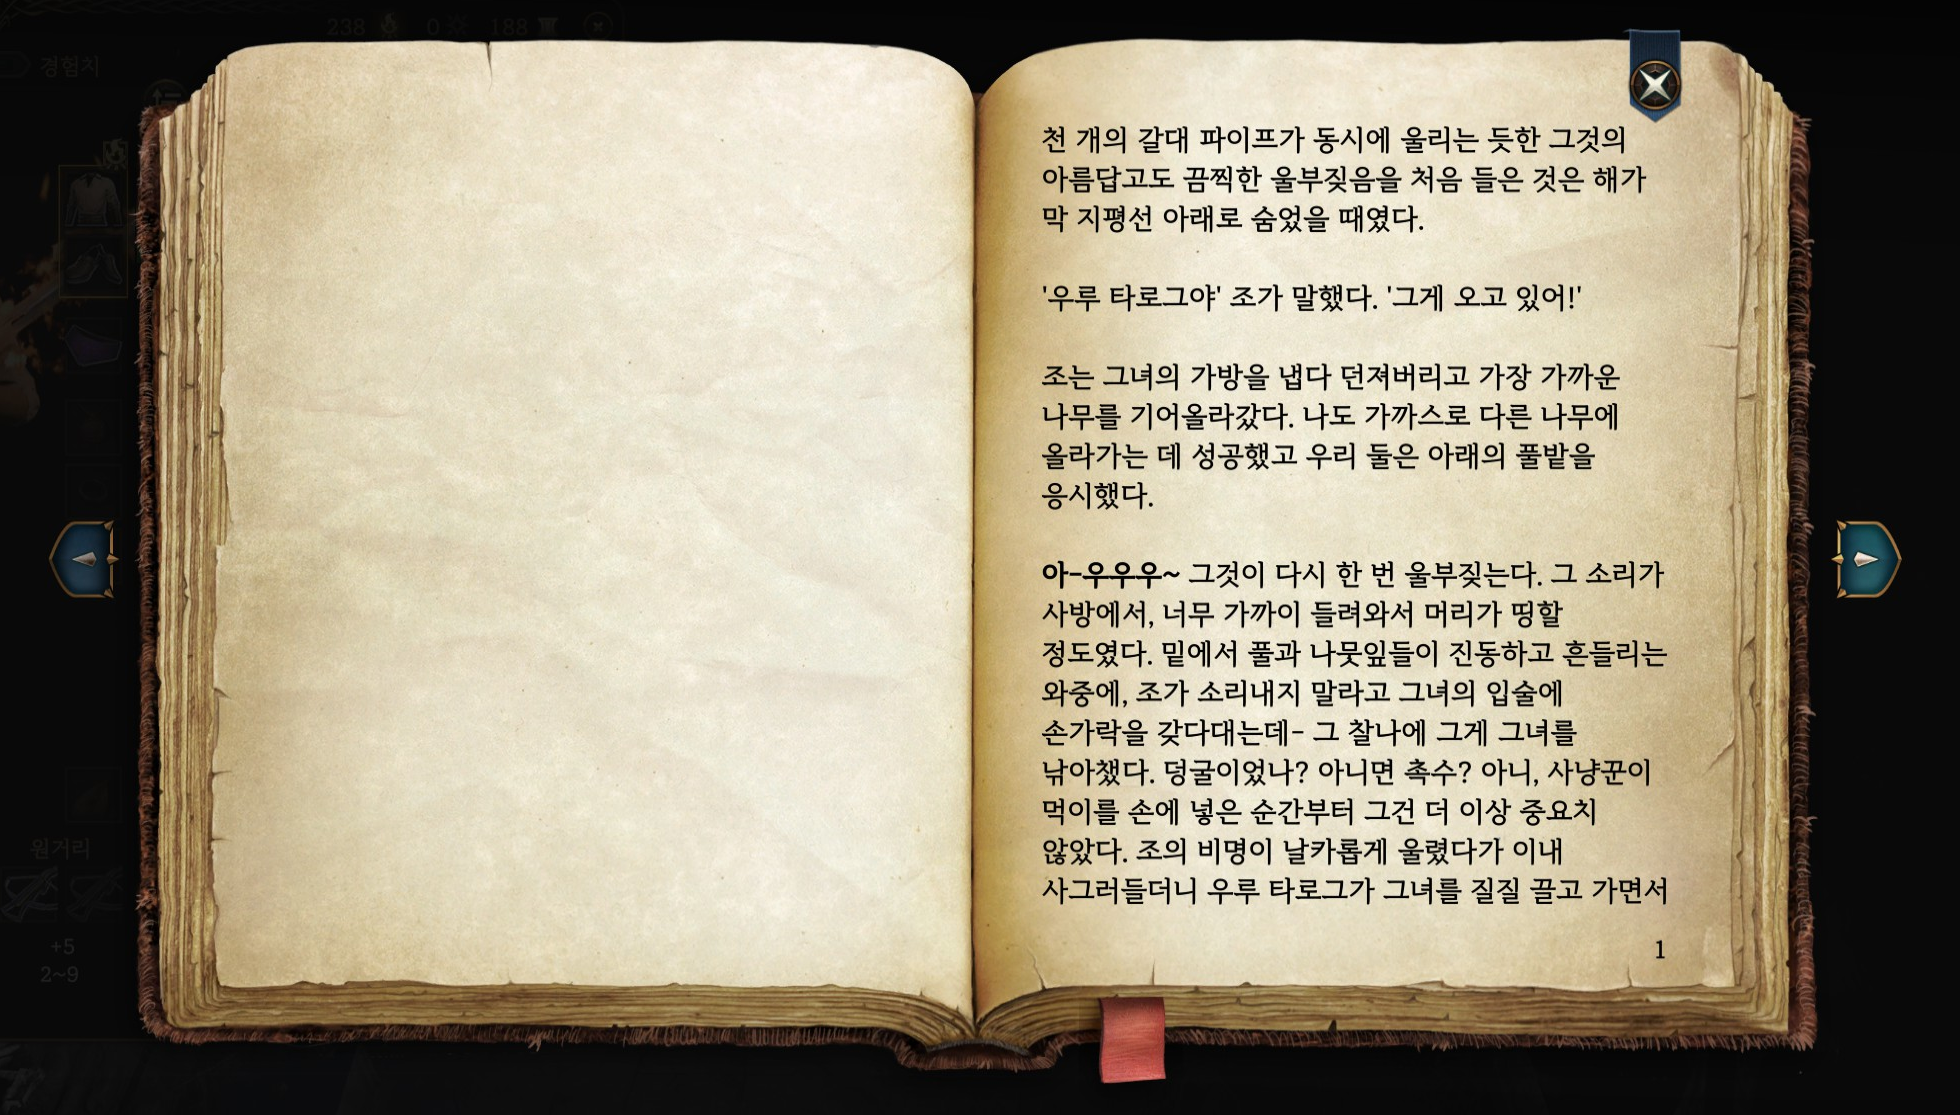 238 0 188
경험치
천 개의 갈대 파이프가 동시에 울리는 듯한 그것의
아름답고도 끔찍한 울부짖음을 처음 들은 것은 해가
막 지평선 아래로 숨었을 때였다.
'우루 타로그야' 조가 말했다. '그게 오고 있어!'
조는 그녀의 가방을 냅다 던져버리고 가장 가까운
나무를 기어올라갔다. 나도 가까스로 다른 나무에
올라가는 데 성공했고 우리 둘은 아래의 풀밭을
응시했다.
아-우우우~ 그것이 다시 한 번 울부짖는다. 그 소리가
사방에서, 너무 가까이 들려와서 머리가 띵할
정도였다. 밑에서 풀과 나뭇잎들이 진동하고 흔들리는
와중에, 조가 소리내지 말라고 그녀의 입술에
손가락을 갖다대는데- 그 찰나에 그게 그녀를
낚아챘다. 덩굴이었나? 아니면 촉수? 아니, 사냥꾼이
먹이를 손에 넣은 순간부터 그건 더 이상 중요치
않았다. 조의 비명이 날카롭게 울렸다가 이내
사그러들더니 우루 타로그가 그녀를 질질 끌고 가면서
1
원거리
+5
2~9